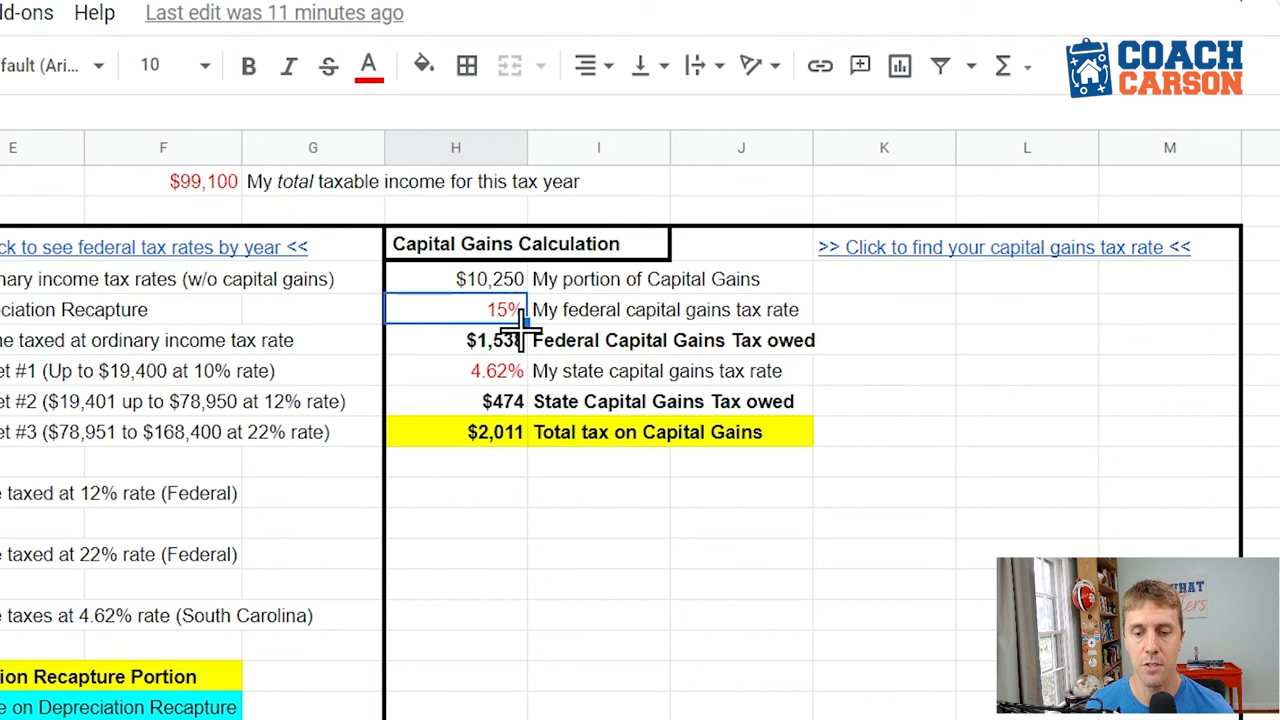 dd-ons Help Last edit was 11 minutes ago
fault (Ari... 10 B I S A Σ
COACH
CARSON
E F G H I J K L M
$99,100 My total taxable income for this tax year
ck to see federal tax rates by year << Capital Gains Calculation >> Click to find your capital gains tax rate <<
nary income tax rates (w/o capital gains) $10,250 My portion of Capital Gains
eciation Recapture 15% My federal capital gains tax rate
ne taxed at ordinary income tax rate $1,538 Federal Capital Gains Tax owed
et #1 (Up to $19,400 at 10% rate) 4.62% My state capital gains tax rate
et #2 ($19,401 up to $78,950 at 12% rate) $474 State Capital Gains Tax owed
et #3 ($78,951 to $168,400 at 22% rate) $2,011 Total tax on Capital Gains
e taxed at 12% rate (Federal)
e taxed at 22% rate (Federal)
e taxes at 4.62% rate (South Carolina)
ion Recapture Portion
e on Depreciation Recapture